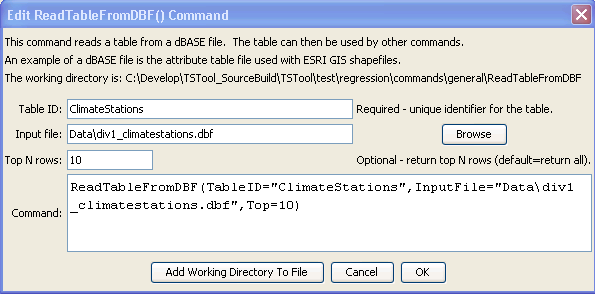 Edit ReadTableFromDBF() Command
This command reads a table from a dBASE file. The table can then be used by other commands.
An example of a dBASE file is the attribute table file used with ESRI GIS shapefiles.
The working directory is: C:\Develop\TSTool_SourceBuild\TSTool\test\regression\commands\general\ReadTableFromDBF
Table ID: ClimateStations Required - unique identifier for the table.
Input file: Data\div1_climatestations.dbf Browse
Top N rows: 10 Optional - return top N rows (default=return all).
ReadTableFromDBF(TableID="ClimateStations",InputFile="Data\div1
Command: _climatestations.dbf",Top=10)
Add Working Directory To File Cancel OK